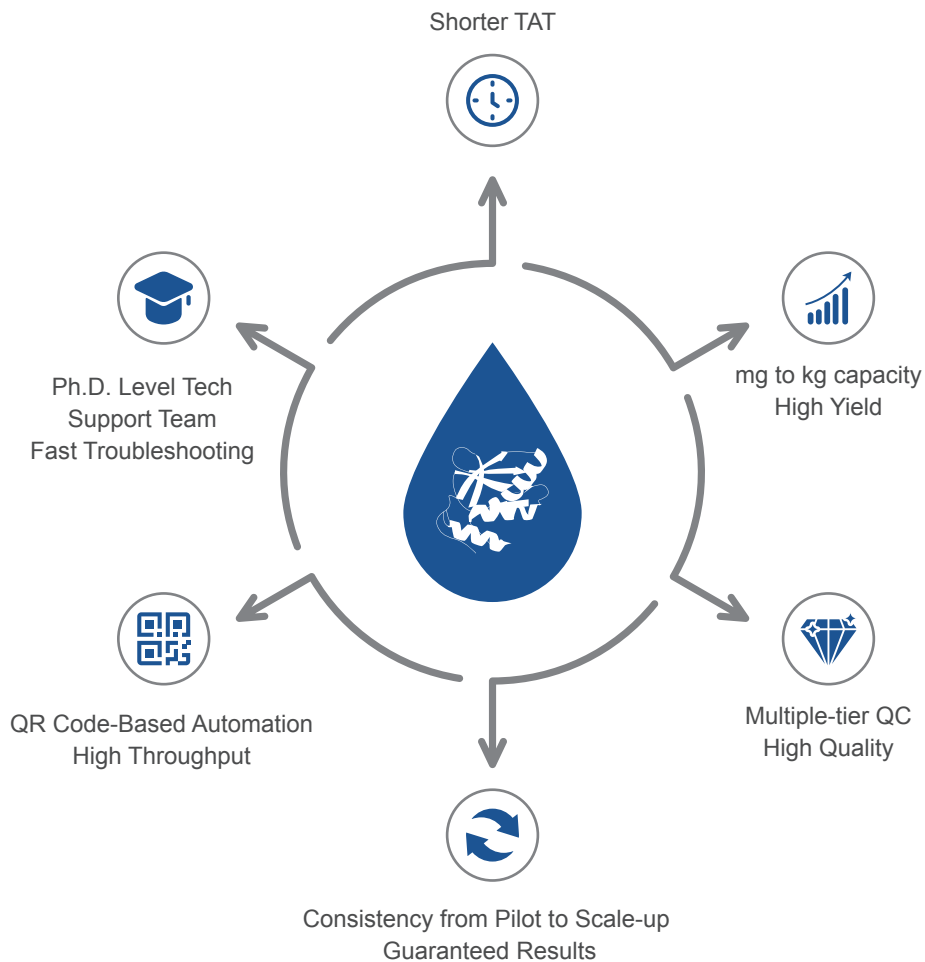 Shorter TAT
mg to kg capacity
High Yield
Ph.D. Level Tech
Support Team
Fast Troubleshooting
QR Code-Based Automation
High Throughput
Multiple-tier QC
High Quality
Consistency from Pilot to Scale-up
Guaranteed Results